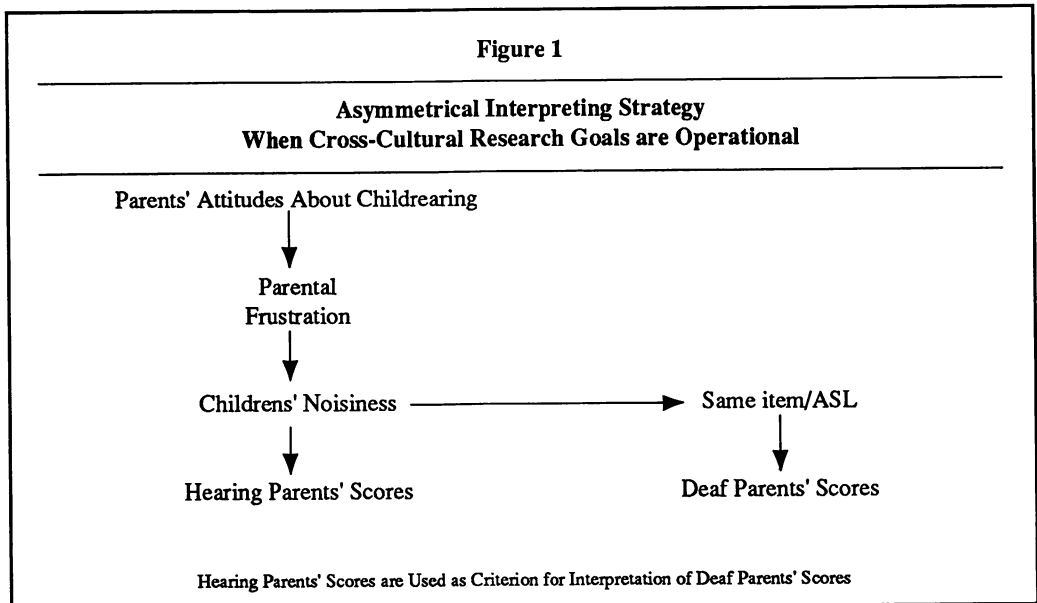 Figure 1
Asymmetrical Interpreting Strategy
When Cross-Cultural Research Goals are Operational
Parents' Attitudes About Childrearing
Parental
Frustration
Childrens' Noisiness
Same item/ASL
Hearing Parents' Scores
Deaf Parents' Scores
Hearing Parents' Scores are Used as Criterion for Interpretation of Deaf Parents' Scores